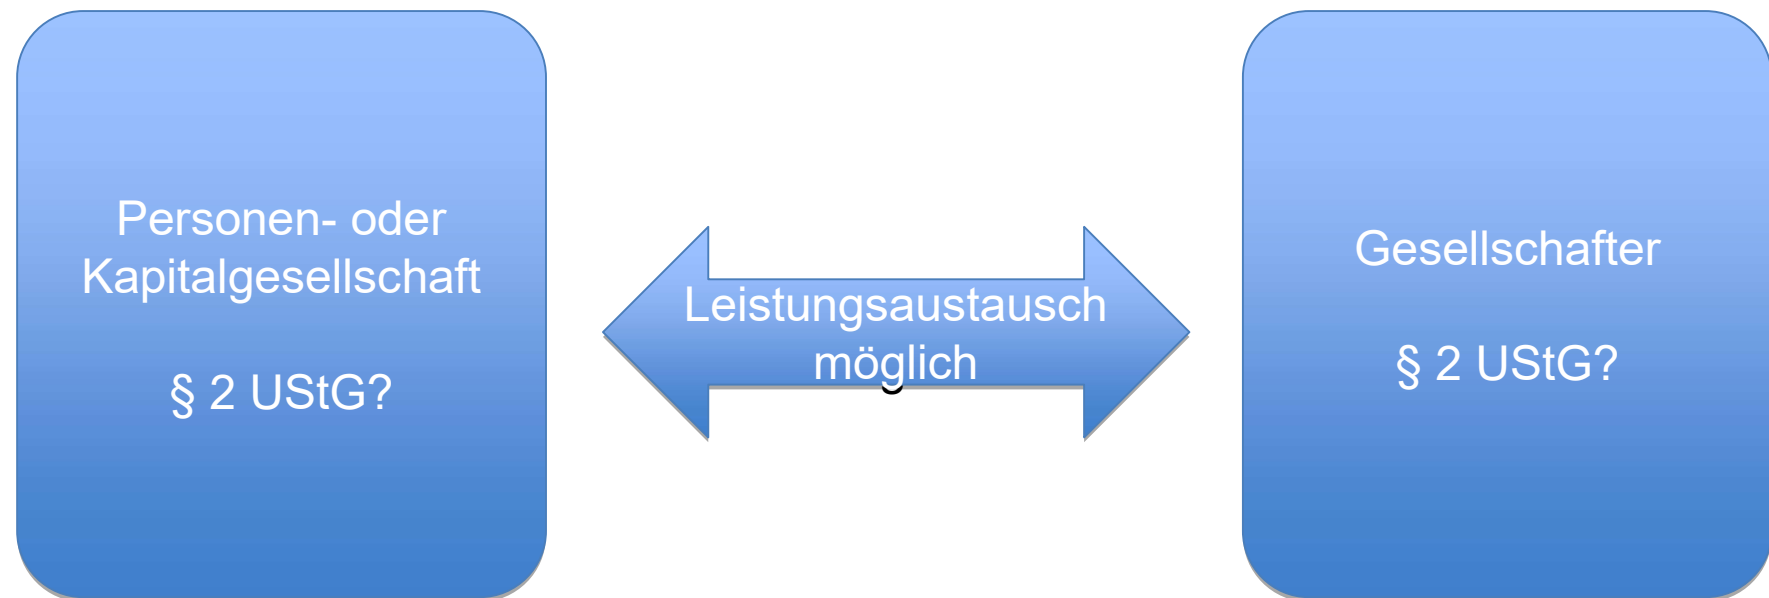 Personen- oder
Kapitalgesellschaft
§ 2 UStG?
Leistungsaustausch
möglich
Gesellschafter
§ 2 UStG?